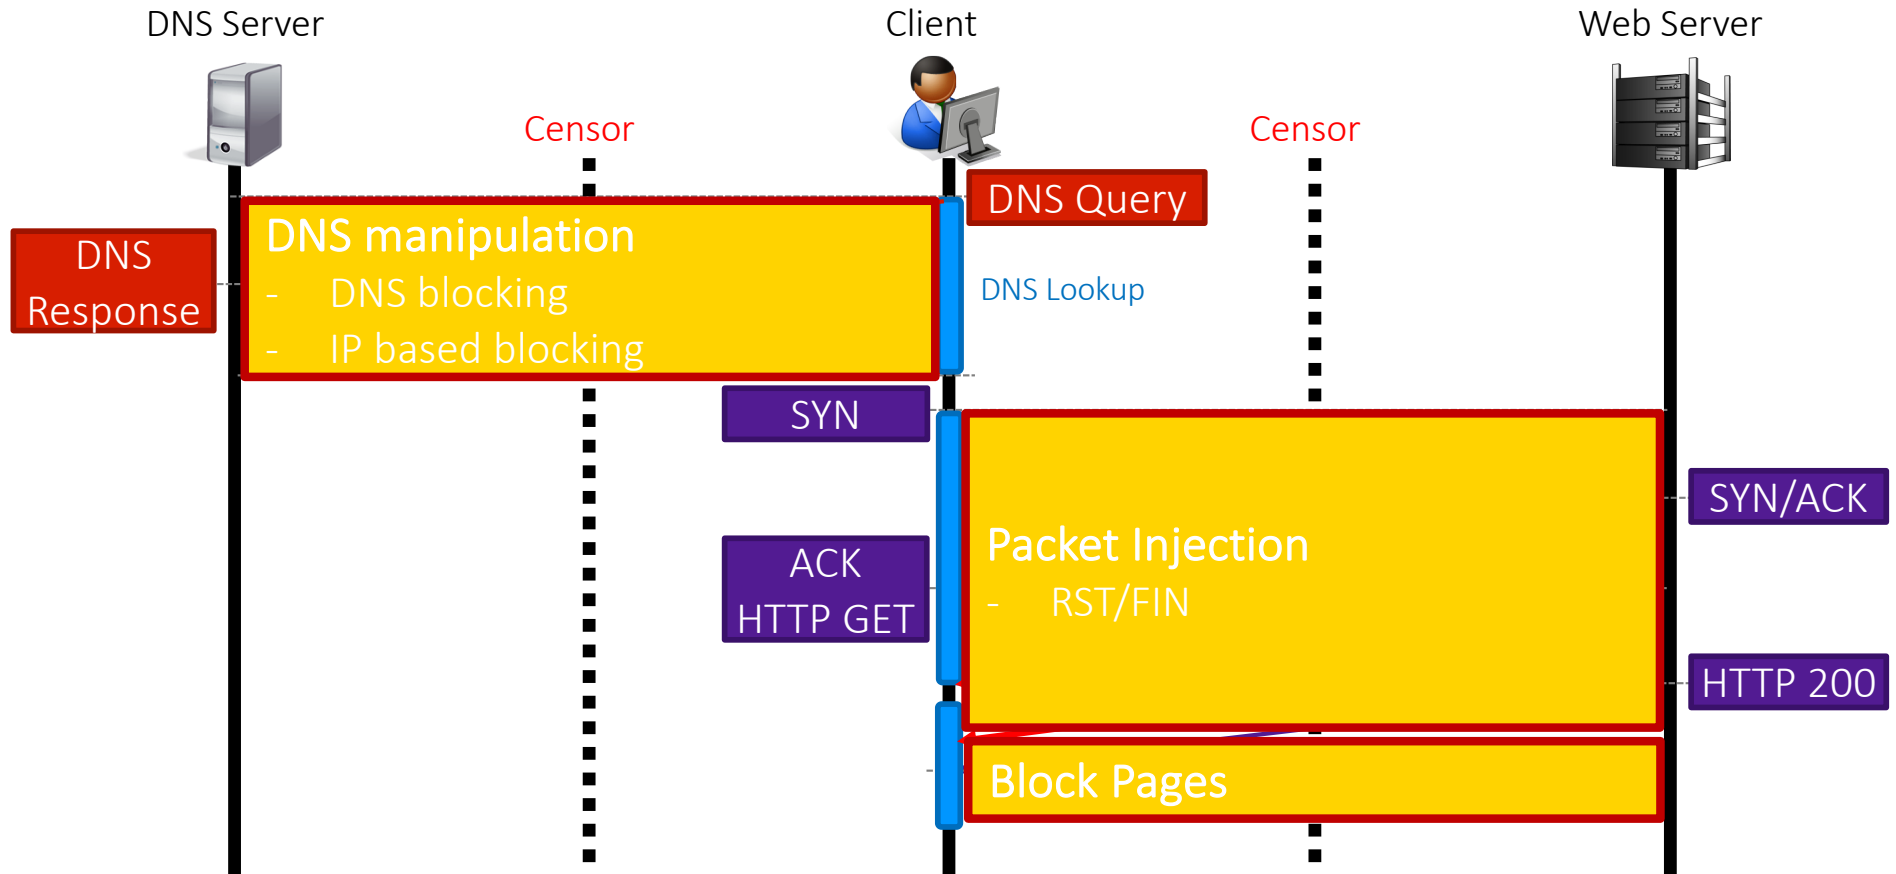 DNS Server
Client
Web Server
Censor
Censor
DNS Query
DNS manipulation
- DNS blocking
- IP based blocking
DNS
Response
DNS Lookup
SYN
SYN/ACK
Packet Injection
- RST/FIN
ACK
HTTP GET
HTTP 200
Block Pages